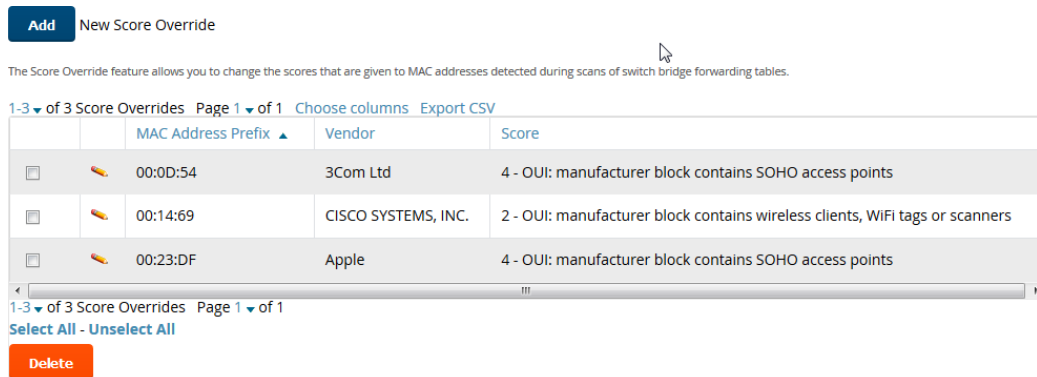 Add New Score Override
The Score Override feature allows you to change the scores that are given to MAC addresses detected during scans of switch bridge forwarding tables.
1-3 of 3 Score Overrides Page 1 of 1 Choose columns Export CSV
MAC Address Prefix Vendor Score
00:0D:54 3Com Ltd 4 - OUI: manufacturer block contains SOHO access points
00:14:69 CISCO SYSTEMS, INC. 2 - OUI: manufacturer block contains wireless clients, WiFi tags or scanners
00:23:DF Apple 4 - OUI: manufacturer block contains SOHO access points
1-3 of 3 Score Overrides Page 1 of 1
Select All - Unselect All
Delete